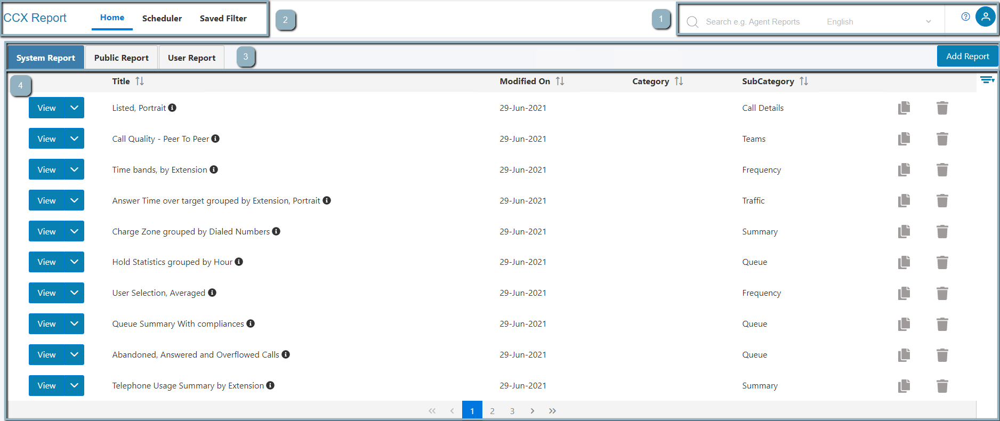 CCX Report Home Scheduler Saved Filter 2 1 Search e.g. Agent Reports English
System Report Public Report User Report 3 Add Report
4 Title Modified On Category SubCategory
View Listed, Portrait 29-Jun-2021 Call Details
View Call Quality - Peer To Peer 29-Jun-2021 Teams
View Time bands, by Extension 29-Jun-2021 Frequency
View Answer Time over target grouped by Extension, Portrait 29-Jun-2021 Traffic
View Charge Zone grouped by Dialed Numbers 29-Jun-2021 Summary
View Hold Statistics grouped by Hour 29-Jun-2021 Queue
View User Selection, Averaged 29-Jun-2021 Frequency
View Queue Summary With compliances 29-Jun-2021 Queue
View Abandoned, Answered and Overflowed Calls 29-Jun-2021 Queue
View Telephone Usage Summary by Extension 29-Jun-2021 Summary
« ‹ 1 2 3 › »